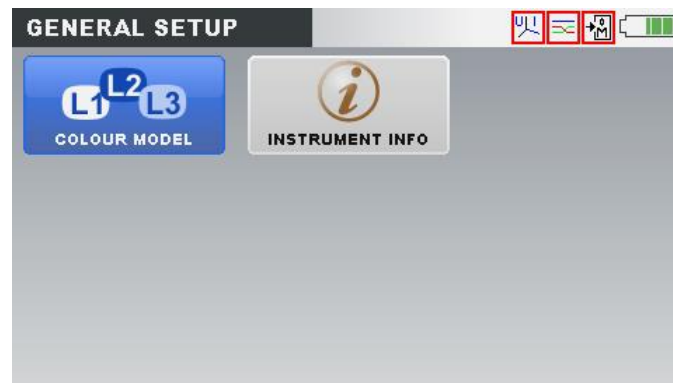 GENERAL SETUP
L1 L2 L3
COLOUR MODEL
i
INSTRUMENT INFO